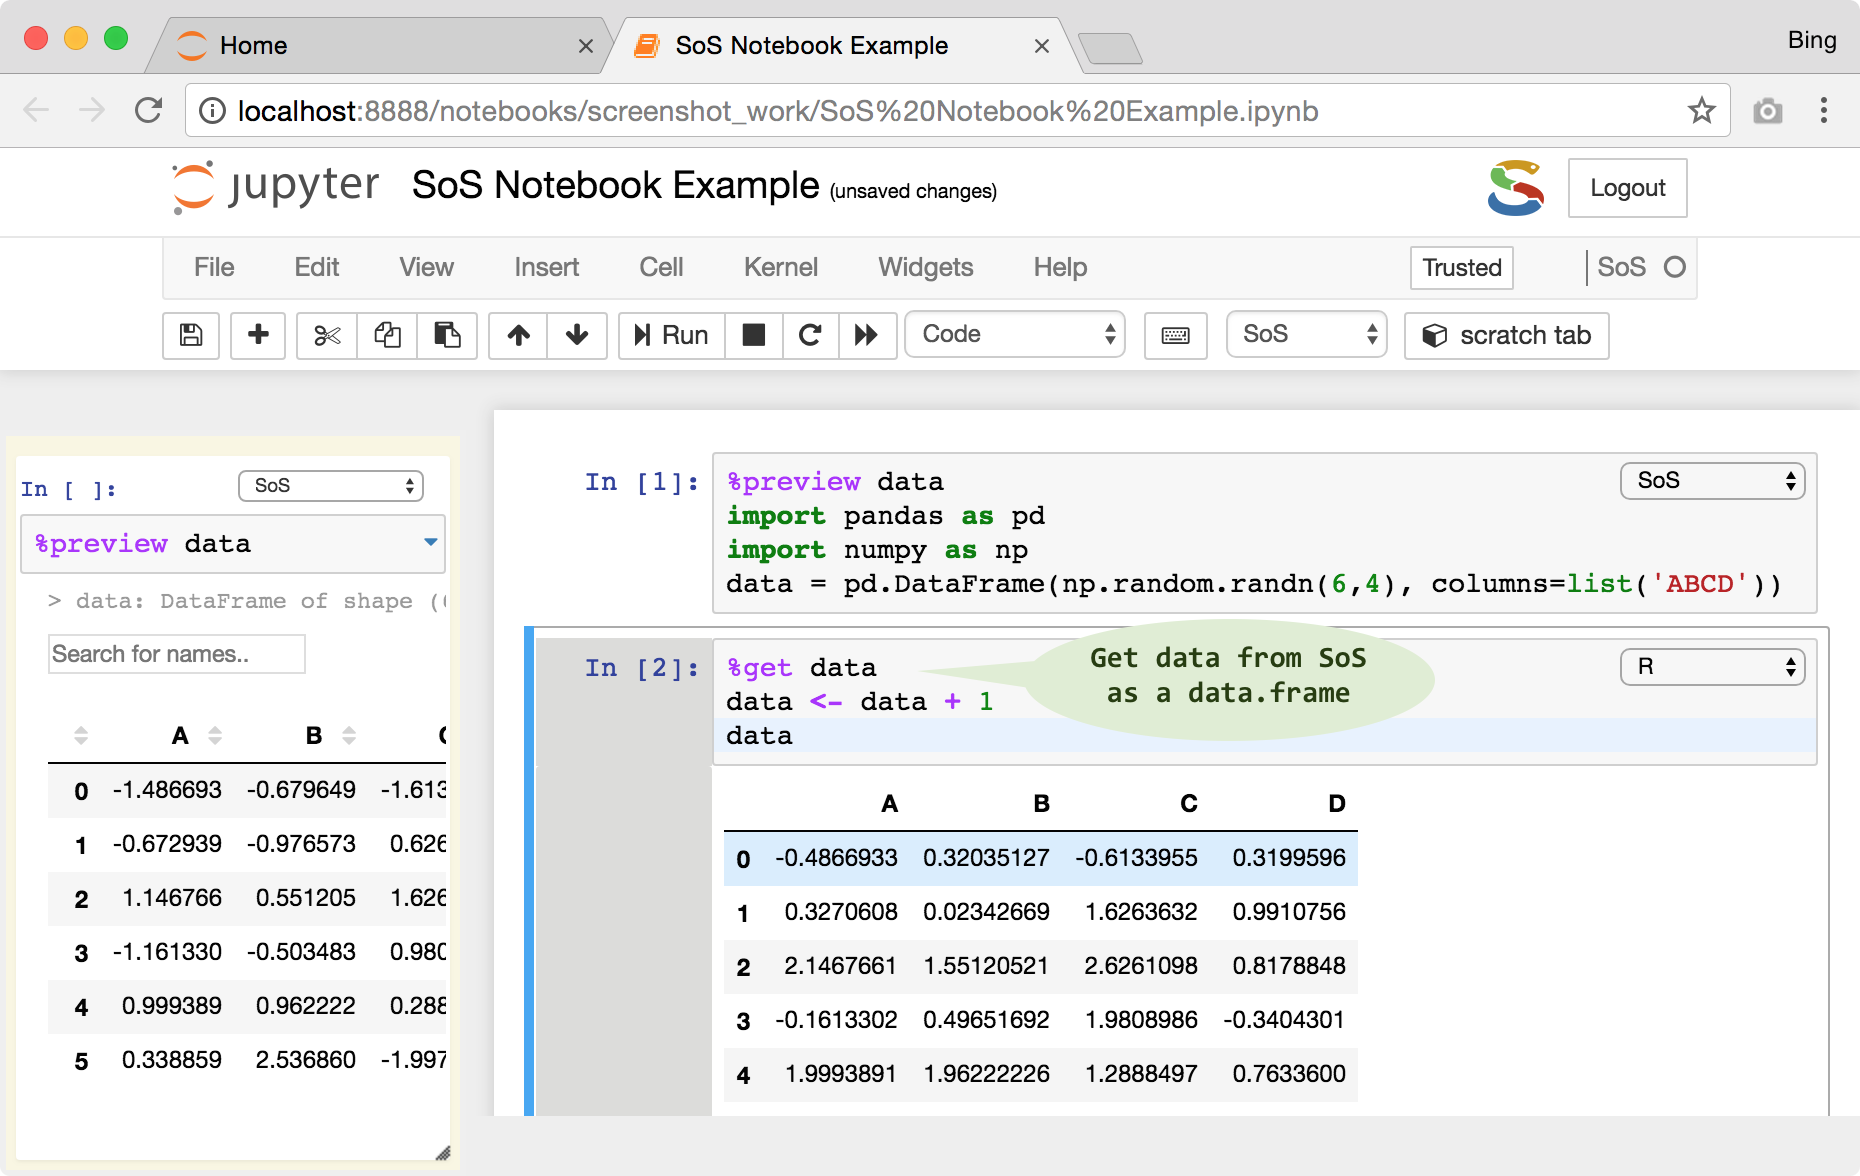 Home
SoS Notebook Example
Bing
localhost:8888/notebooks/screenshot_work/SoS%20Notebook%20Example.ipynb
jupyter SoS Notebook Example (unsaved changes)
Logout
File Edit View Insert Cell Kernel Widgets Help Trusted SoS
Run Code SoS scratch tab
In [ ]: SoS
%preview data
> data: DataFrame of shape (
Search for names..
A B
0 -1.486693 -0.679649 -1.613
1 -0.672939 -0.976573 0.626
2 1.146766 0.551205 1.626
3 -1.161330 -0.503483 0.980
4 0.999389 0.962222 0.288
5 0.338859 2.536860 -1.997
In [1]: %preview data SoS
import pandas as pd
import numpy as np
data = pd.DataFrame(np.random.randn(6,4), columns=list('ABCD'))
In [2]: %get data R
data <- data + 1
data
Get data from SoS
as a data.frame
A B C D
0 -0.4866933 0.32035127 -0.6133955 0.3199596
1 0.3270608 0.02342669 1.6263632 0.9910756
2 2.1467661 1.55120521 2.6261098 0.8178848
3 -0.1613302 0.49651692 1.9808986 -0.3404301
4 1.9993891 1.96222226 1.2888497 0.7633600